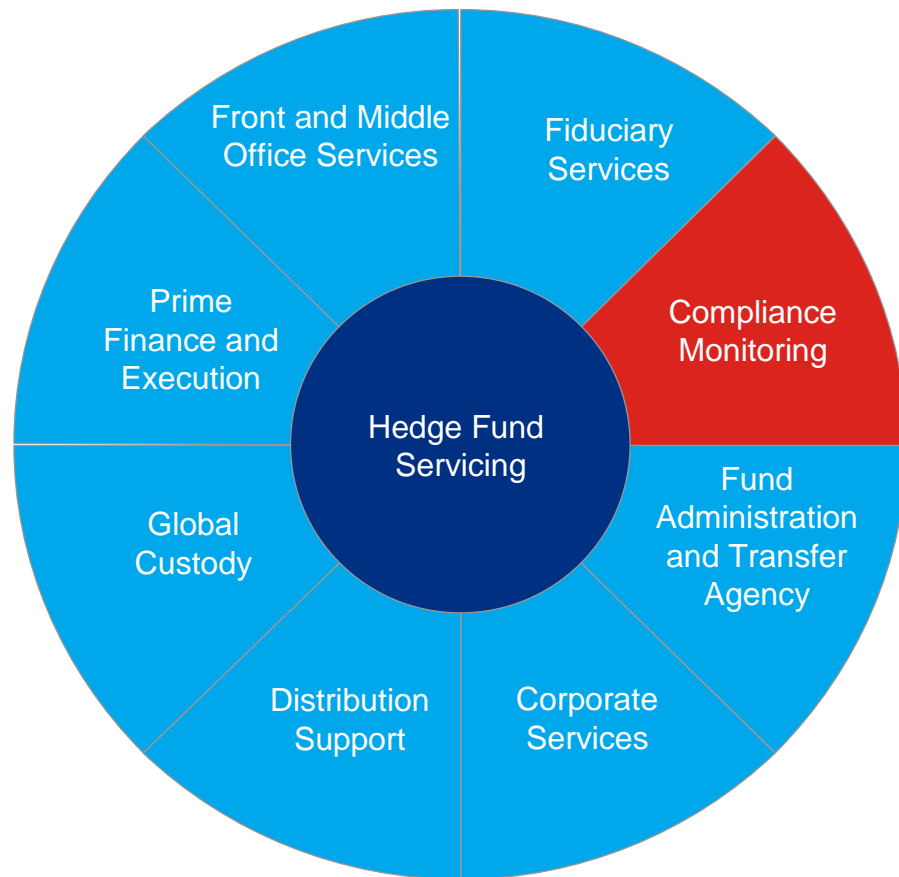 Front and Middle
Office Services
Fiduciary
Services
Compliance
Monitoring
Fund
Administration
and Transfer
Agency
Corporate
Services
Distribution
Support
Global
Custody
Prime
Finance and
Execution
Hedge Fund
Servicing